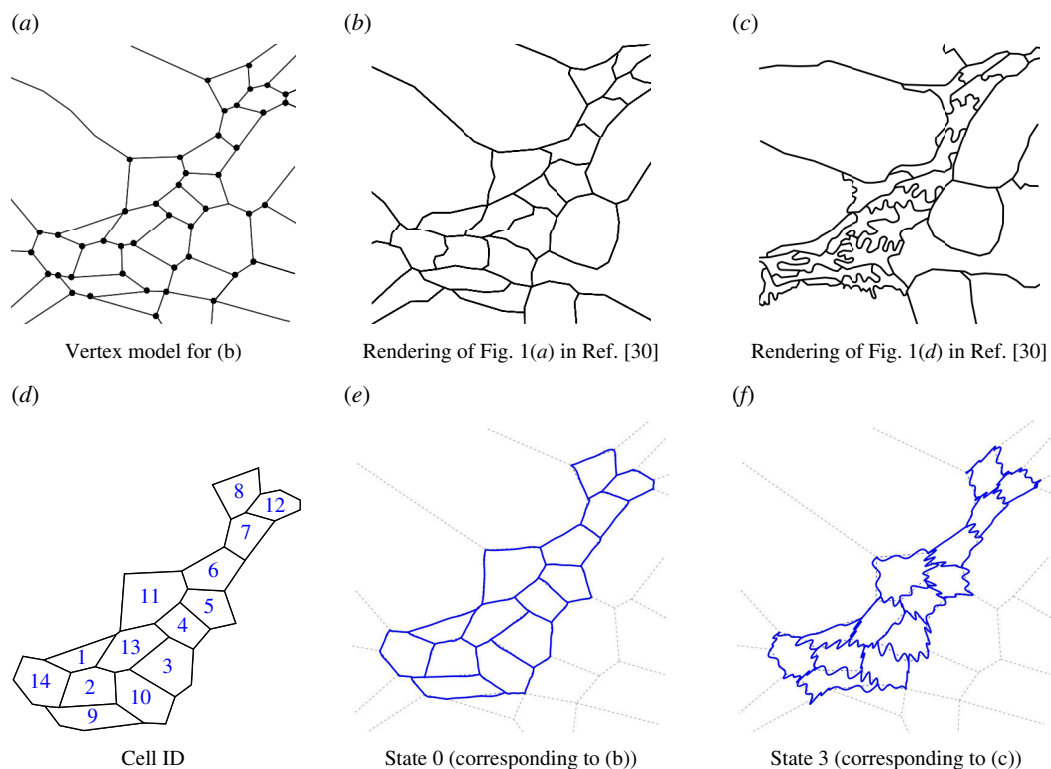 (a)
(b)
(c)
Vertex model for (b)
Rendering of Fig. 1(a) in Ref. [30]
Rendering of Fig. 1(d) in Ref. [30]
(d)
(e)
(f)
8
12
7
6
11
5
4
13
1
3
14
2
10
9
Cell ID
State 0 (corresponding to (b))
State 3 (corresponding to (c))